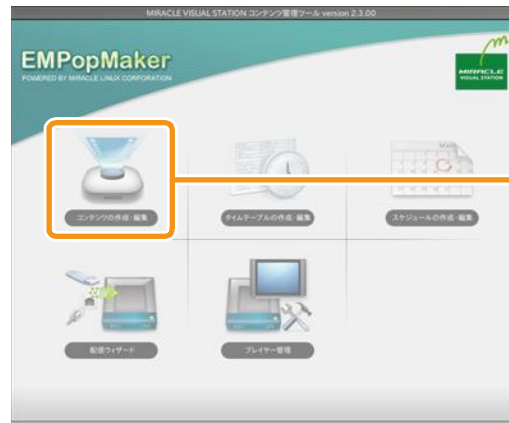 MIRACLE VISUAL STATION コンテンツ管理ツール version 2.3.00
EMPopMaker
POWERED BY MIRACLE LINUX CORPORATION
MIRACLE
VISUAL STATION
コンテンツの作成・編集
タイムテーブルの作成・編集
スケジュールの作成・編集
配送ウィザード
プレイヤー管理